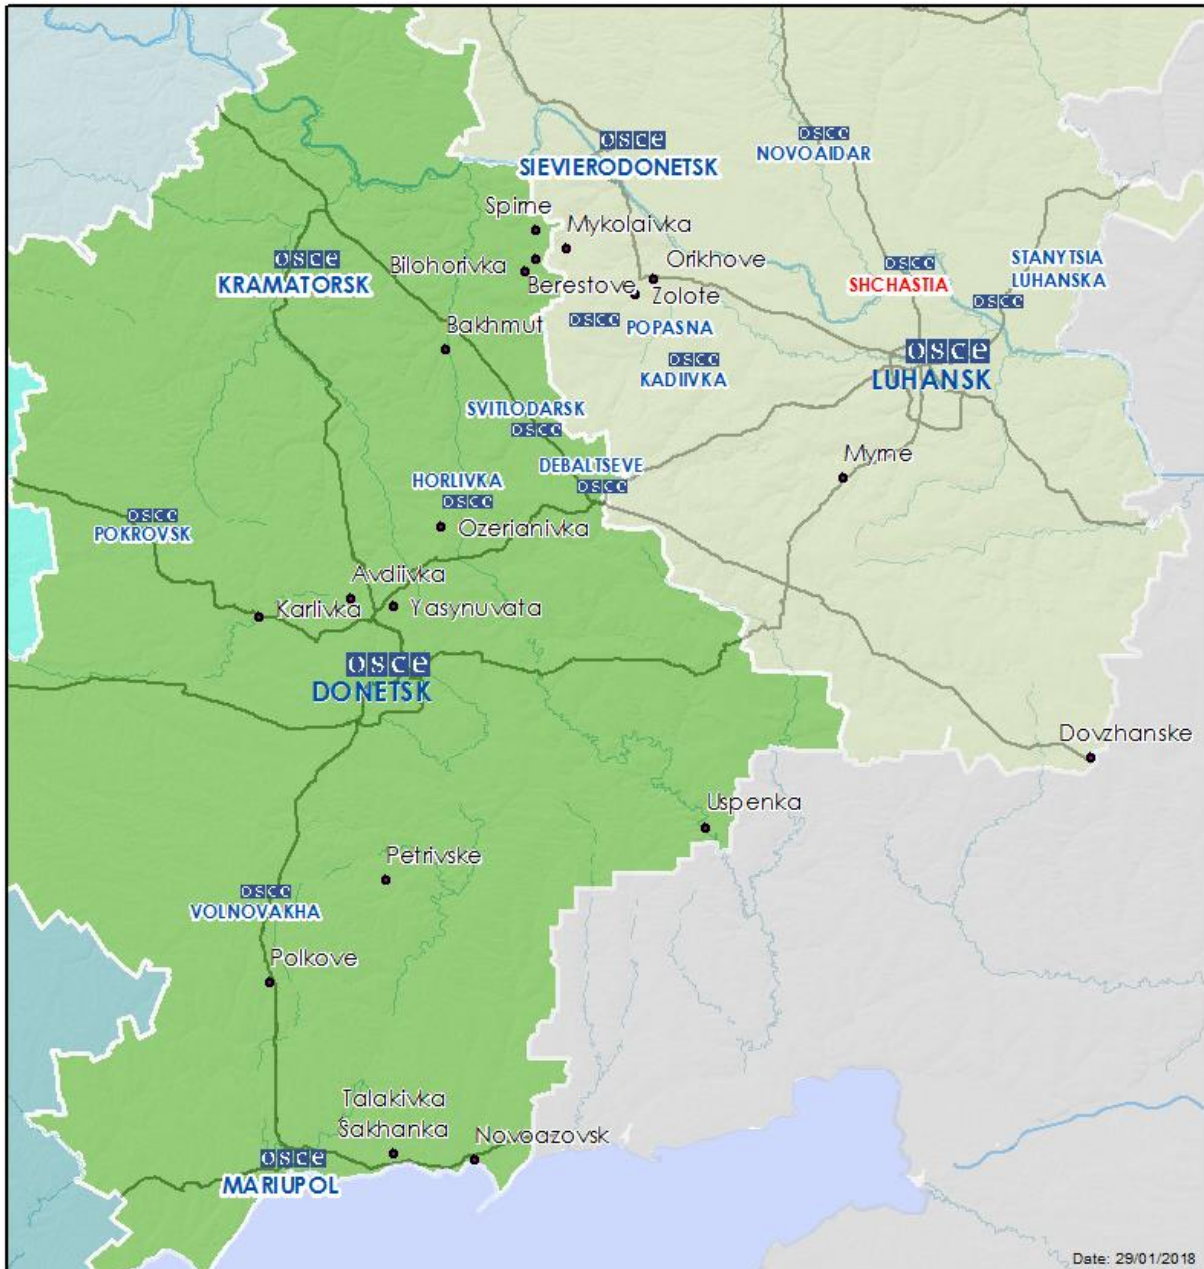 osce
SIEVIERODONETSK
osce
NOVOAIDAR
Spirne
Mykolaivka
osce
KRAMATORSK
Bilohorivka
Berestove
Orikhove
Zolote
osce
SHCHASTIA
STANYTSIA
LUHANSKA
osce
osce
POPASNA
Bakhmut
osce
KADIIVKA
osce
LUHANSK
SVITLODARSK
osce
Myrne
DEBALTSEVE
osce
HORLIVKA
osce
Ozerianivka
osce
POKROVSK
Avdiivka
Karlivka
Yasynuvata
osce
DONETSK
Dovzhanske
Uspenka
Petrivske
osce
VOLNOVAKHA
Polkove
Talakivka
Sakhanka
Novoazovsk
osce
MARIUPOL
Date: 29/01/2018